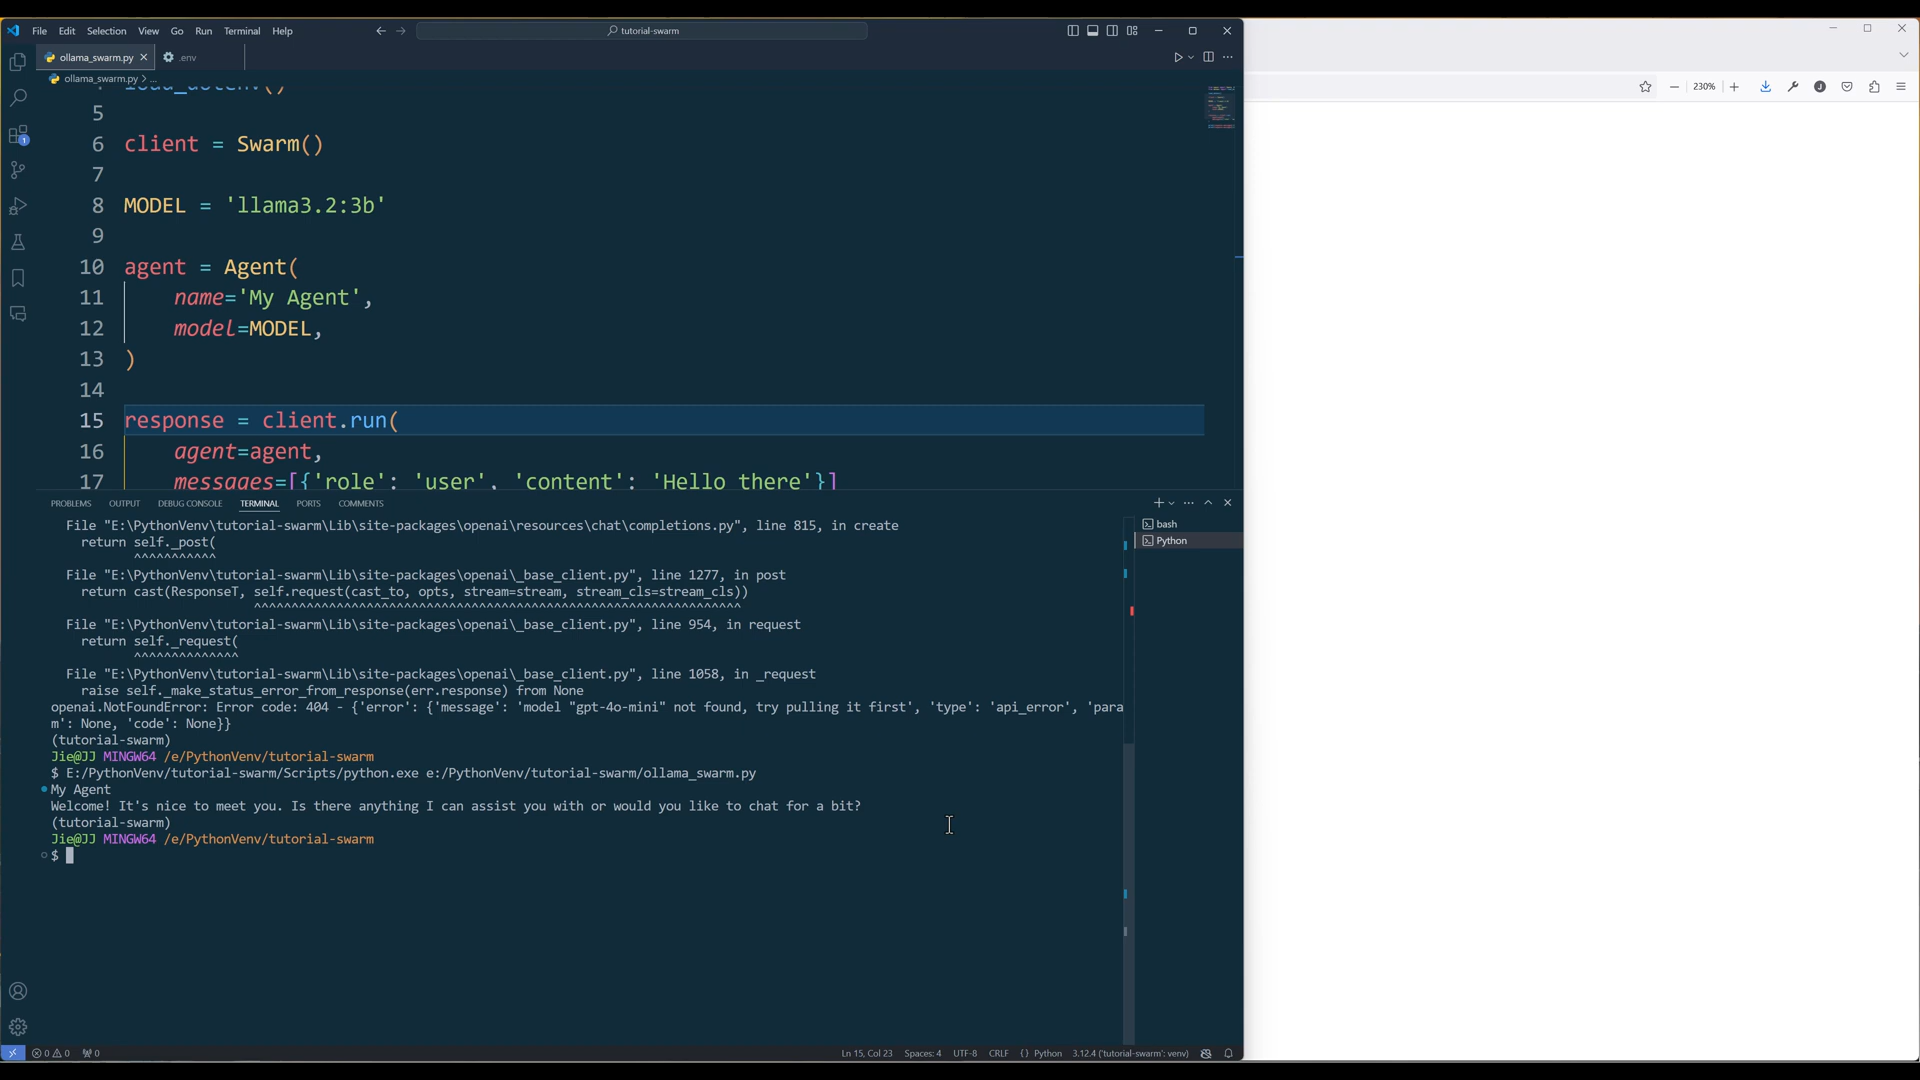 File Edit Selection View Go Run Terminal Help
tutorial-swarm
ollama_swarm.py
.env
ollama_swarm.py > ...
230%
load_dotenv()
5
6 client = Swarm()
7
8 MODEL = 'llama3.2:3b'
9
10 agent = Agent(
11 name='My Agent',
12 model=MODEL,
13 )
14
15 response = client.run(
16 agent=agent,
17 messages=[{'role': 'user', 'content': 'Hello there'}]
PROBLEMS OUTPUT DEBUG CONSOLE TERMINAL PORTS COMMENTS
bash
Python
File "E:\PythonVenv\tutorial-swarm\Lib\site-packages\openai\resources\chat\completions.py", line 815, in create
return self._post(
^^^^^^^^^^^
File "E:\PythonVenv\tutorial-swarm\Lib\site-packages\openai\_base_client.py", line 1277, in post
return cast(ResponseT, self.request(cast_to, opts, stream=stream, stream_cls=stream_cls))
^^^^^^^^^^^^^^^^^^^^^^^^^^^^^^^^^^^^^^^^^^^^^^^^^^^^^^^^^^^^^^^^^
File "E:\PythonVenv\tutorial-swarm\Lib\site-packages\openai\_base_client.py", line 954, in request
return self._request(
^^^^^^^^^^^^^^
File "E:\PythonVenv\tutorial-swarm\Lib\site-packages\openai\_base_client.py", line 1058, in _request
raise self._make_status_error_from_response(err.response) from None
openai.NotFoundError: Error code: 404 - {'error': {'message': 'model "gpt-4o-mini" not found, try pulling it first', 'type': 'api_error', 'para
m': None, 'code': None}}
(tutorial-swarm)
Jie@JJ MINGW64 /e/PythonVenv/tutorial-swarm
$ E:/PythonVenv/tutorial-swarm/Scripts/python.exe e:/PythonVenv/tutorial-swarm/ollama_swarm.py
My Agent
Welcome! It's nice to meet you. Is there anything I can assist you with or would you like to chat for a bit?
(tutorial-swarm)
Jie@JJ MINGW64 /e/PythonVenv/tutorial-swarm
$
0 0 0
Ln 15, Col 23 Spaces: 4 UTF-8 CRLF {} Python 3.12.4 ('tutorial-swarm': venv)